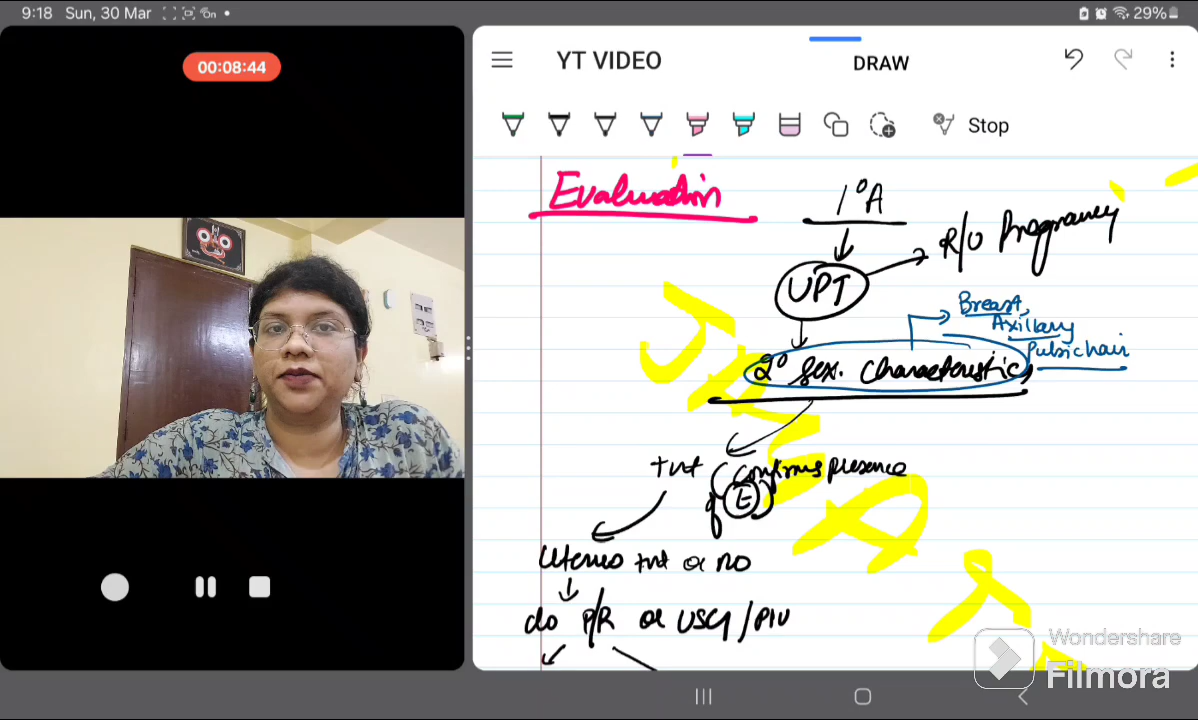 9:18 Sun, 30 Mar
29%
00:08:44
YT VIDEO
DRAW
Stop
Evaluation
1°A
UPT
R/O Pregnancy
Breast,
Axillary
Pubic hair
2° Sex. Characteristic,
+nt (Confirms presence
of (E))
Uterus +nt or no
do P/R or USG/
Wondershare
Filmora